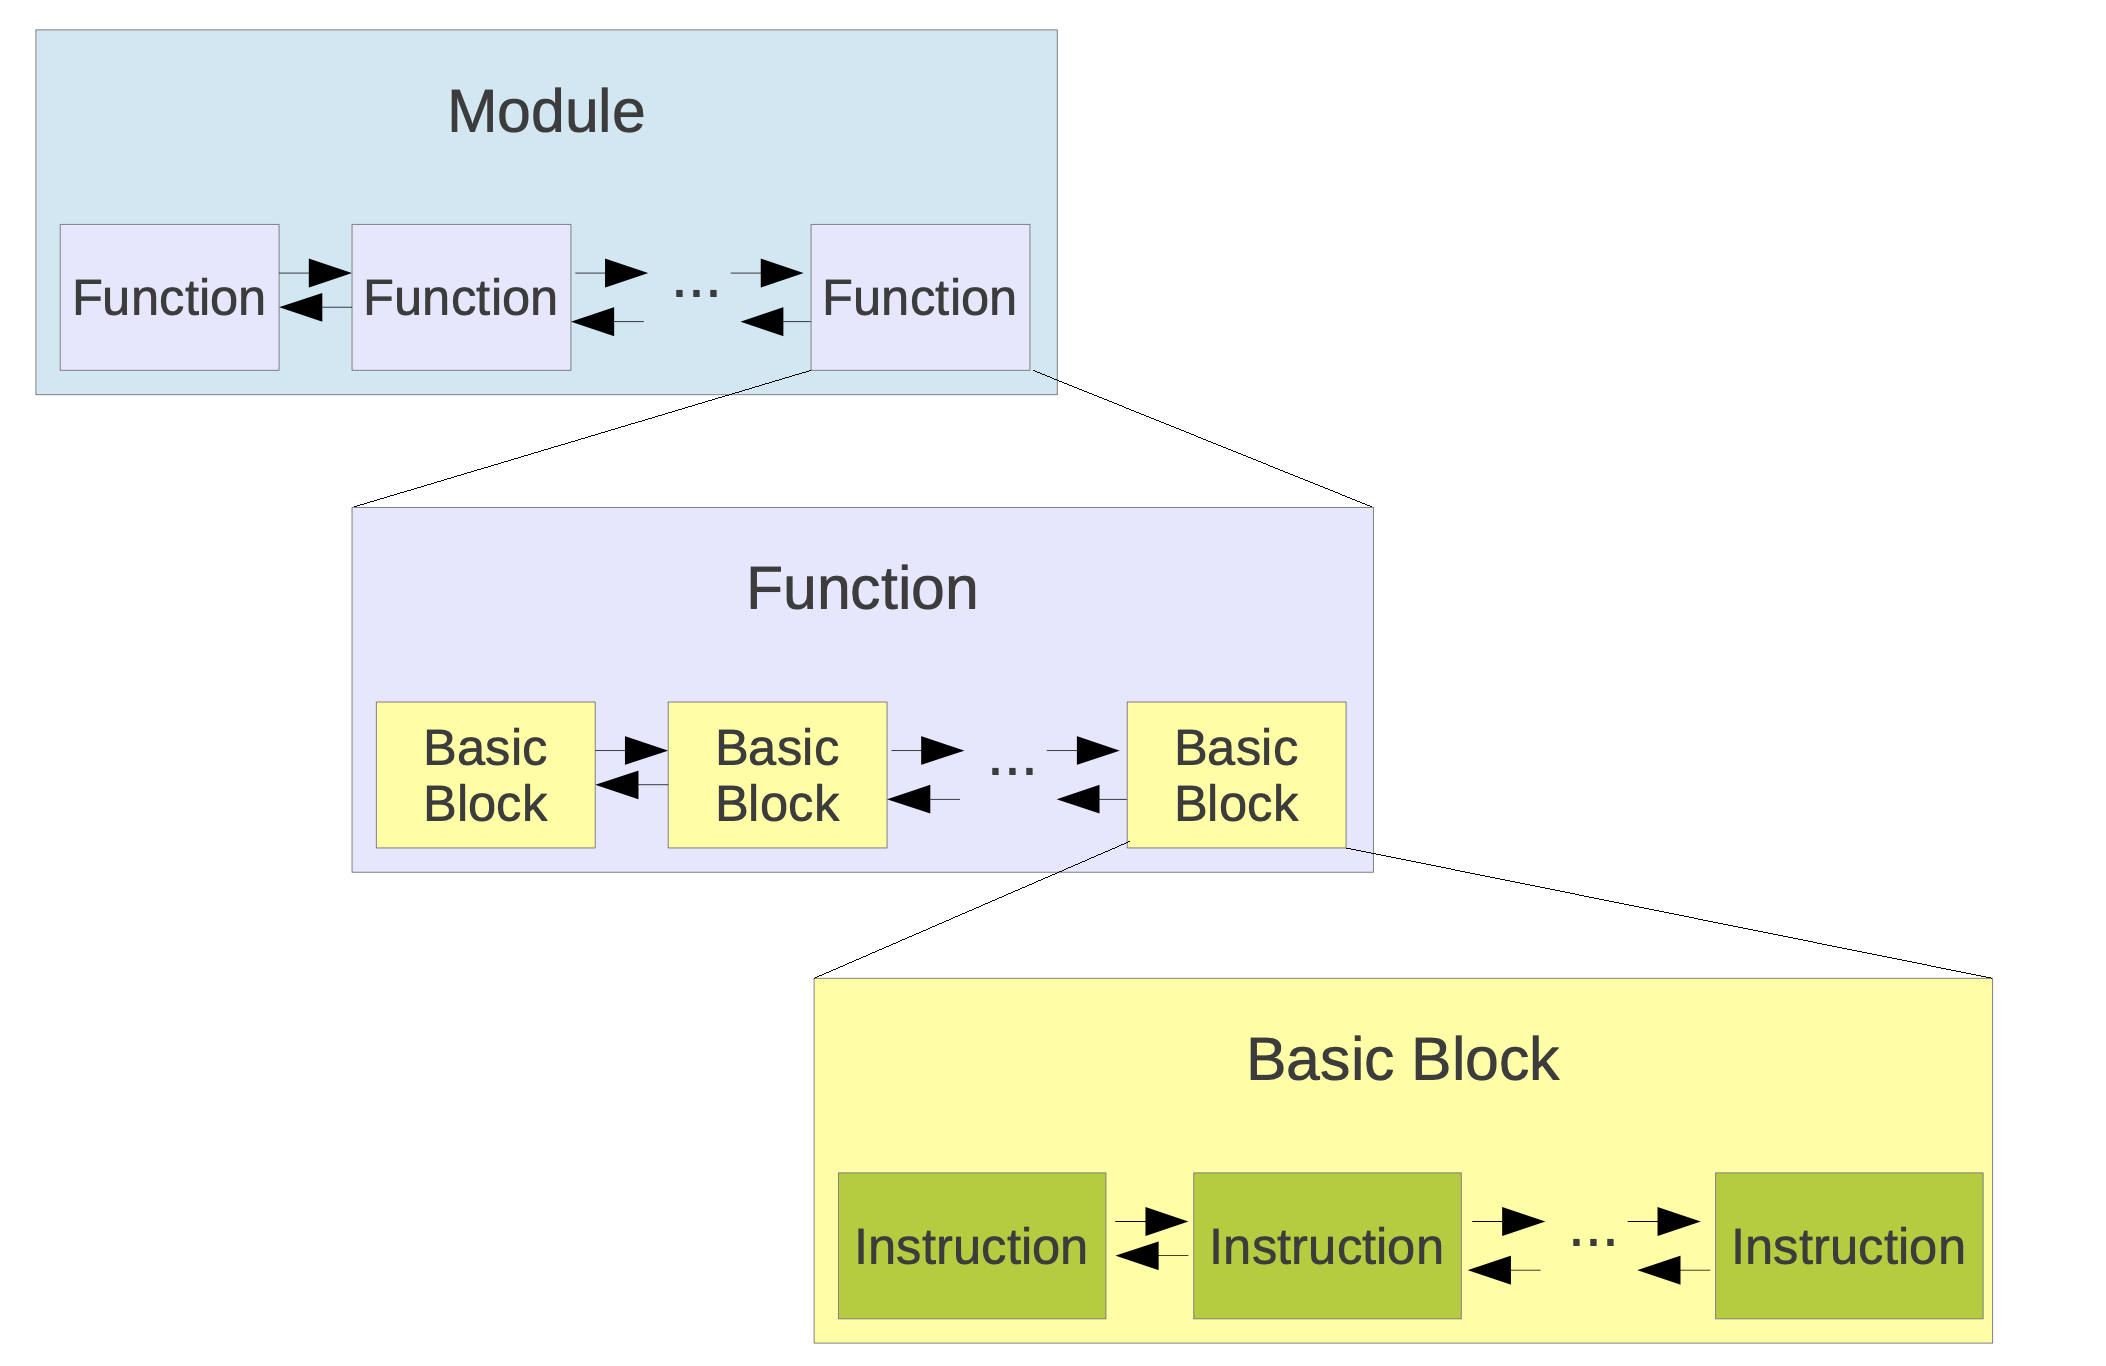 Module
Function Function ... Function
Function
Basic Basic ... Basic
Block Block Block
Basic Block
Instruction Instruction ... Instruction